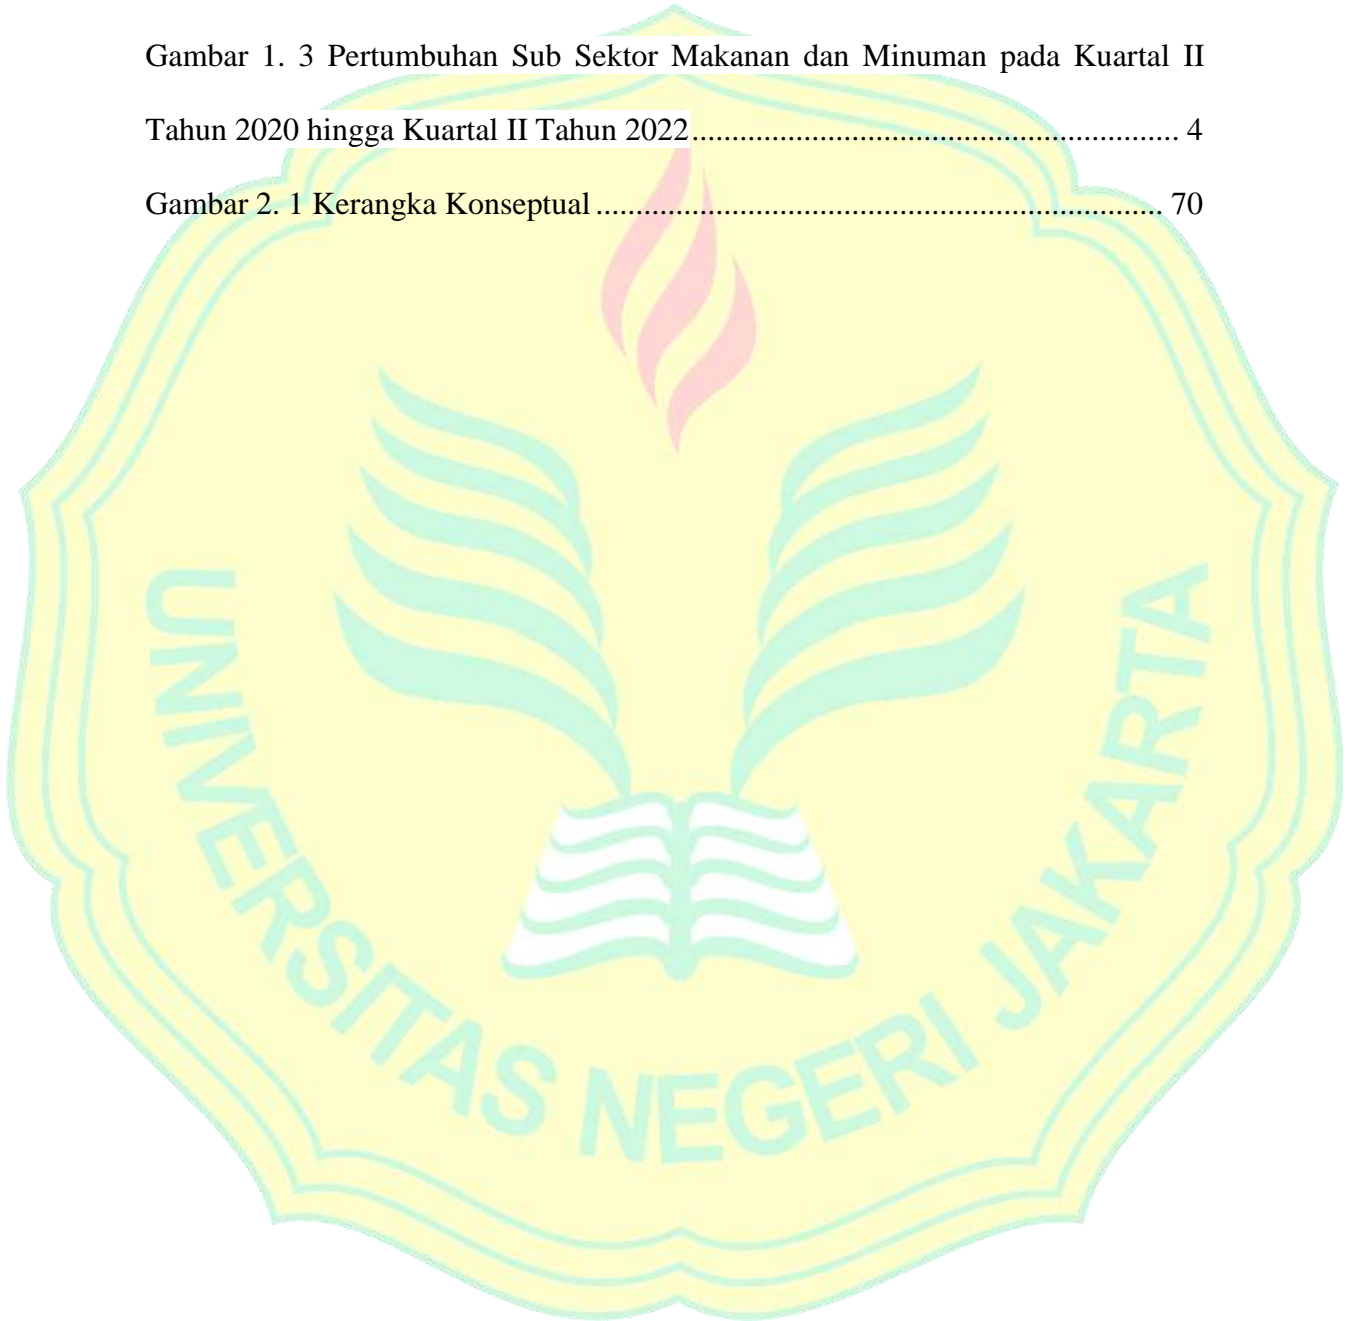 Gambar 1. 3 Pertumbuhan Sub Sektor Makanan dan Minuman pada Kuartal II
Tahun 2020 hingga Kuartal II Tahun 2022............................................................. 4
Gambar 2. 1 Kerangka Konseptual ....................................................................... 70
UNIVERSITAS NEGERI JAKARTA